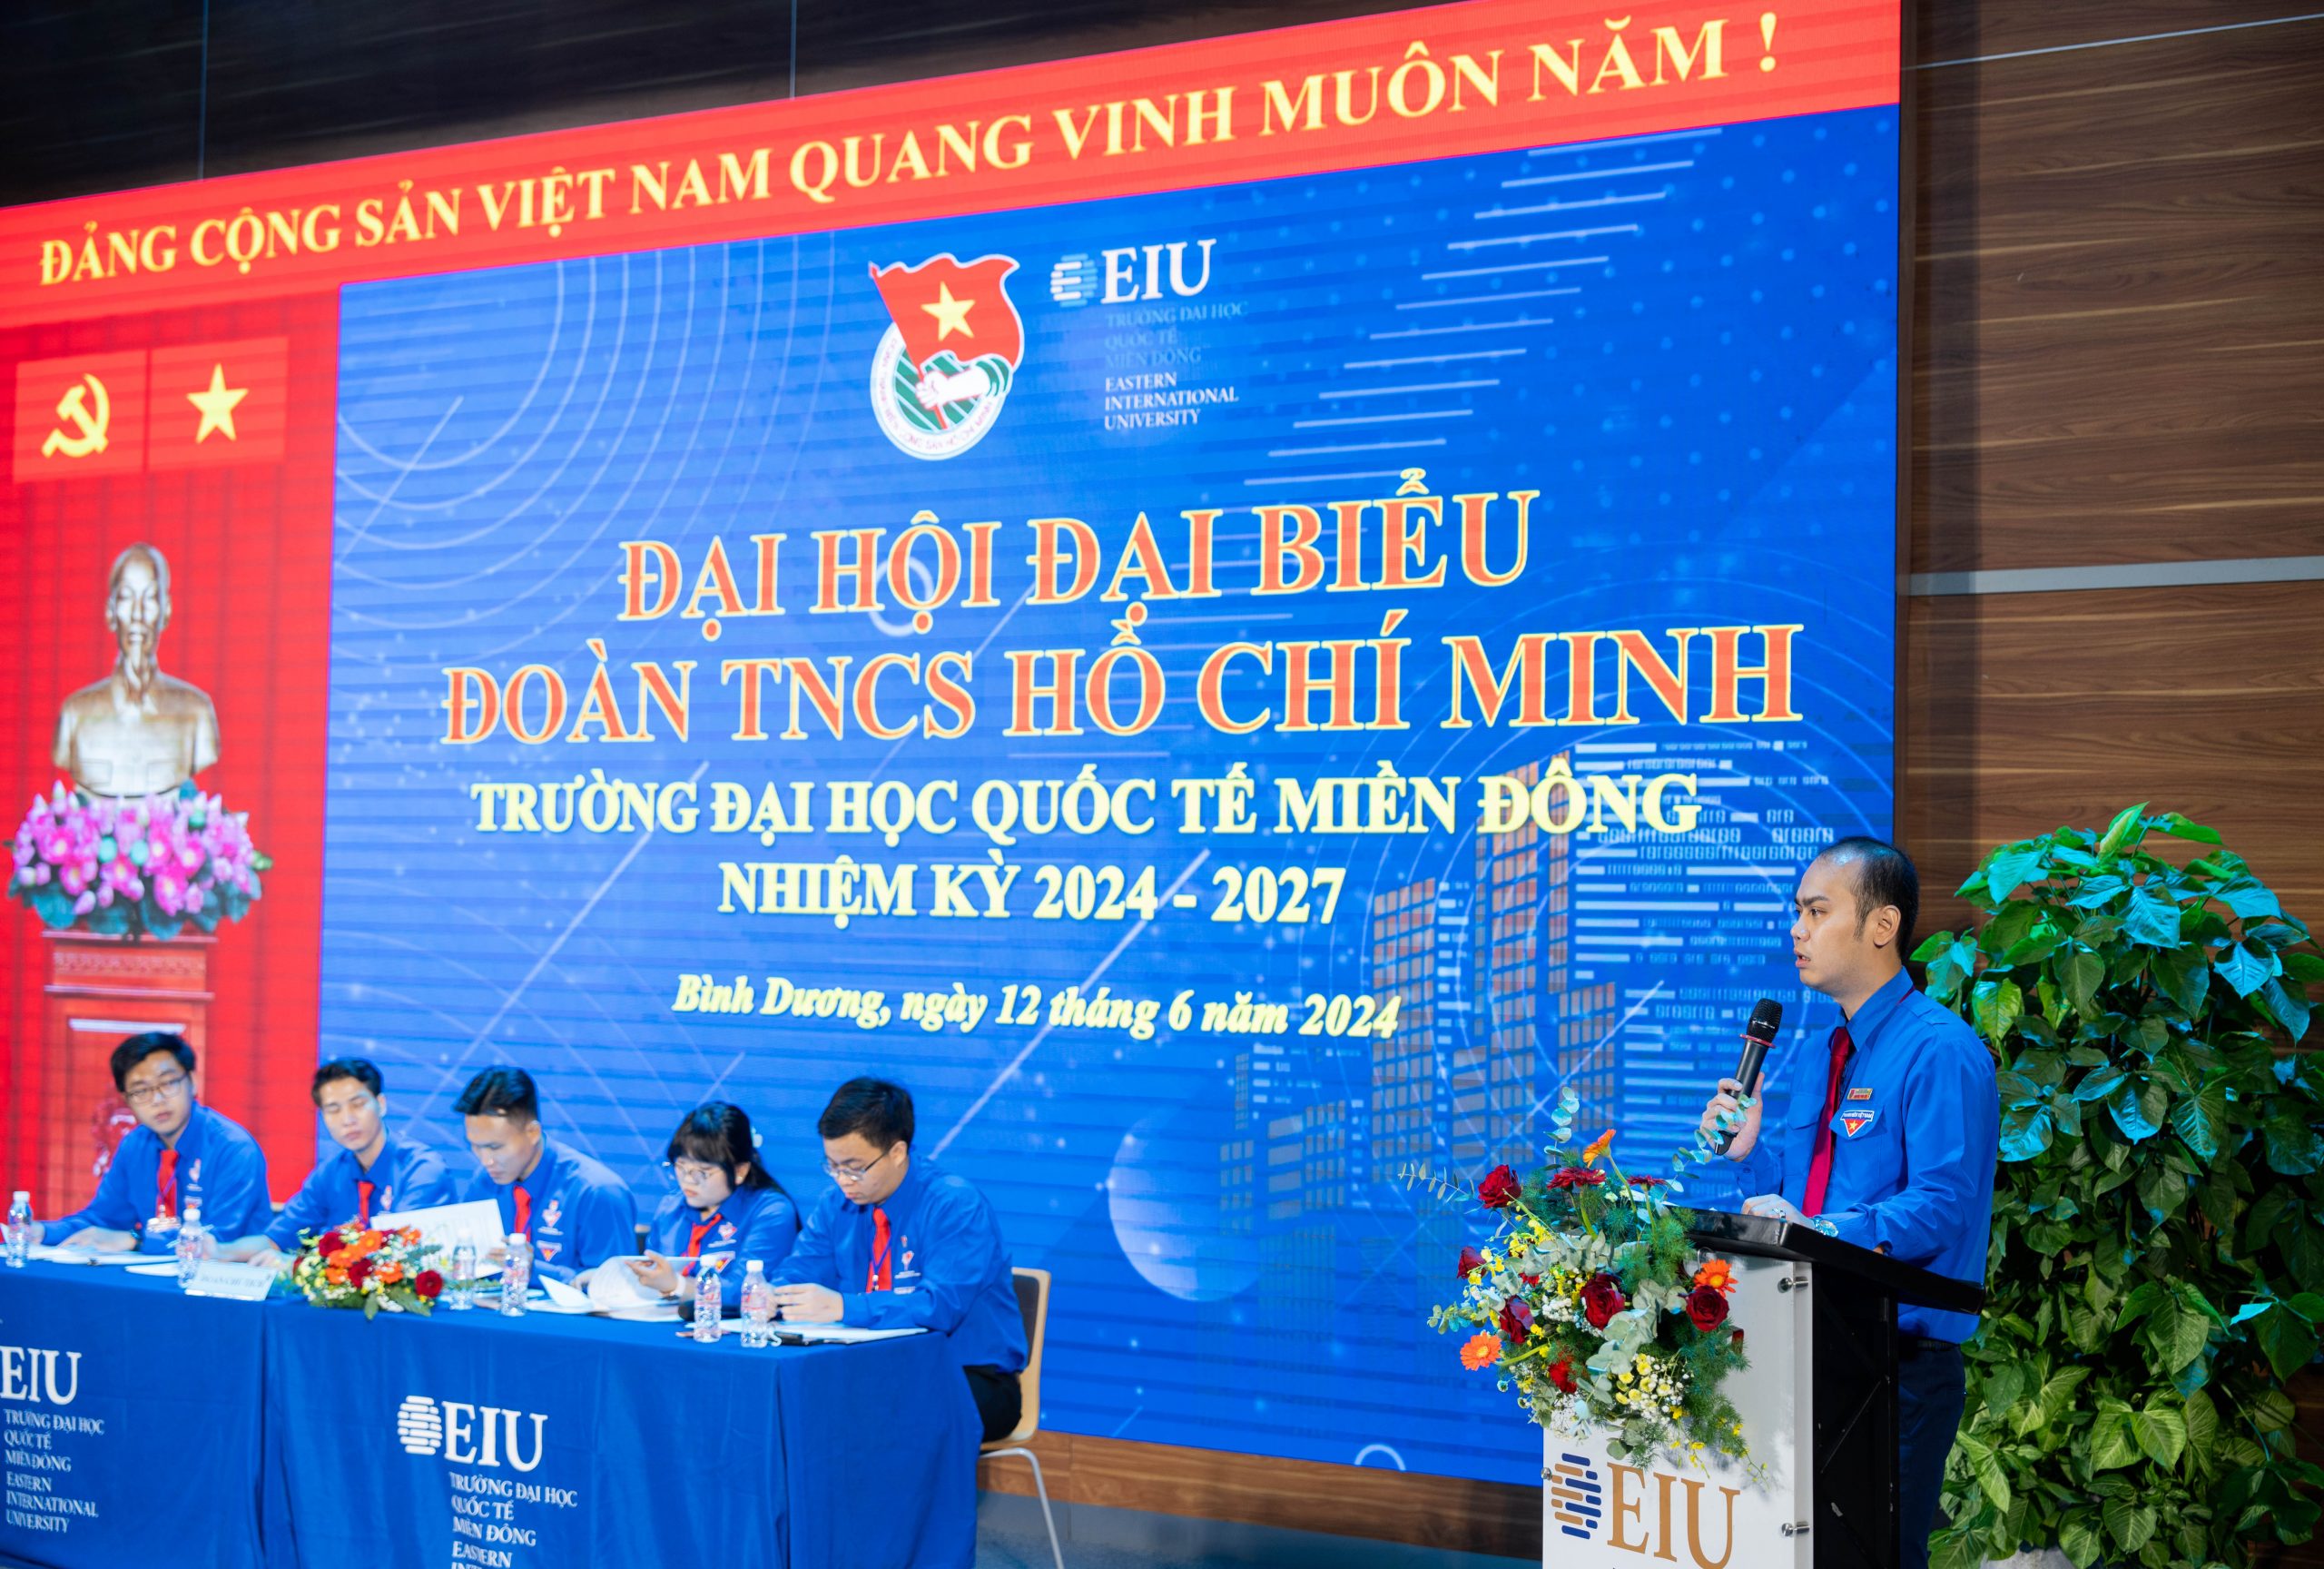 ĐẢNG CỘNG SẢN VIỆT NAM QUANG VINH MUÔN NĂM !
EIU
TRƯỜNG ĐẠI HỌC
QUỐC TẾ
MIỀN ĐÔNG
EASTERN
INTERNATIONAL
UNIVERSITY
ĐẠI HỘI ĐẠI BIỂU
ĐOÀN TNCS HỒ CHÍ MINH
TRƯỜNG ĐẠI HỌC QUỐC TẾ MIỀN ĐÔNG
NHIỆM KỲ 2024 - 2027
Bình Dương, ngày 12 tháng 6 năm 2024
ĐOÀN CHỦ TỊCH
EIU
TRƯỜNG ĐẠI HỌC
QUỐC TẾ
MIỀN ĐÔNG
EASTERN
INTERNATIONAL
UNIVERSITY
EIU
TRƯỜNG ĐẠI HỌC
QUỐC TẾ
MIỀN ĐÔNG
EASTERN
EIU